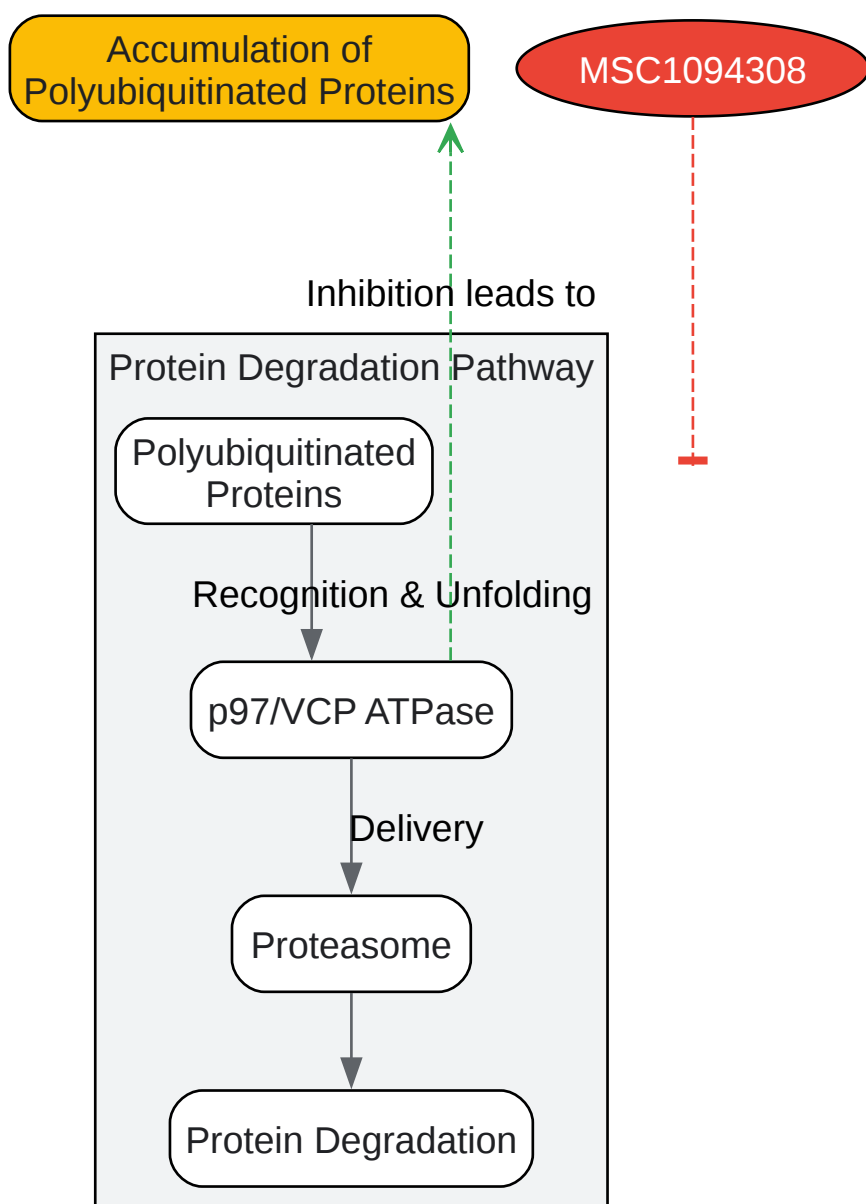 Accumulation of
Polyubiquitinated Proteins
MSC1094308
Inhibition leads to
Protein Degradation Pathway
Polyubiquitinated
Proteins
Recognition & Unfolding
p97/VCP ATPase
Delivery
Proteasome
Protein Degradation